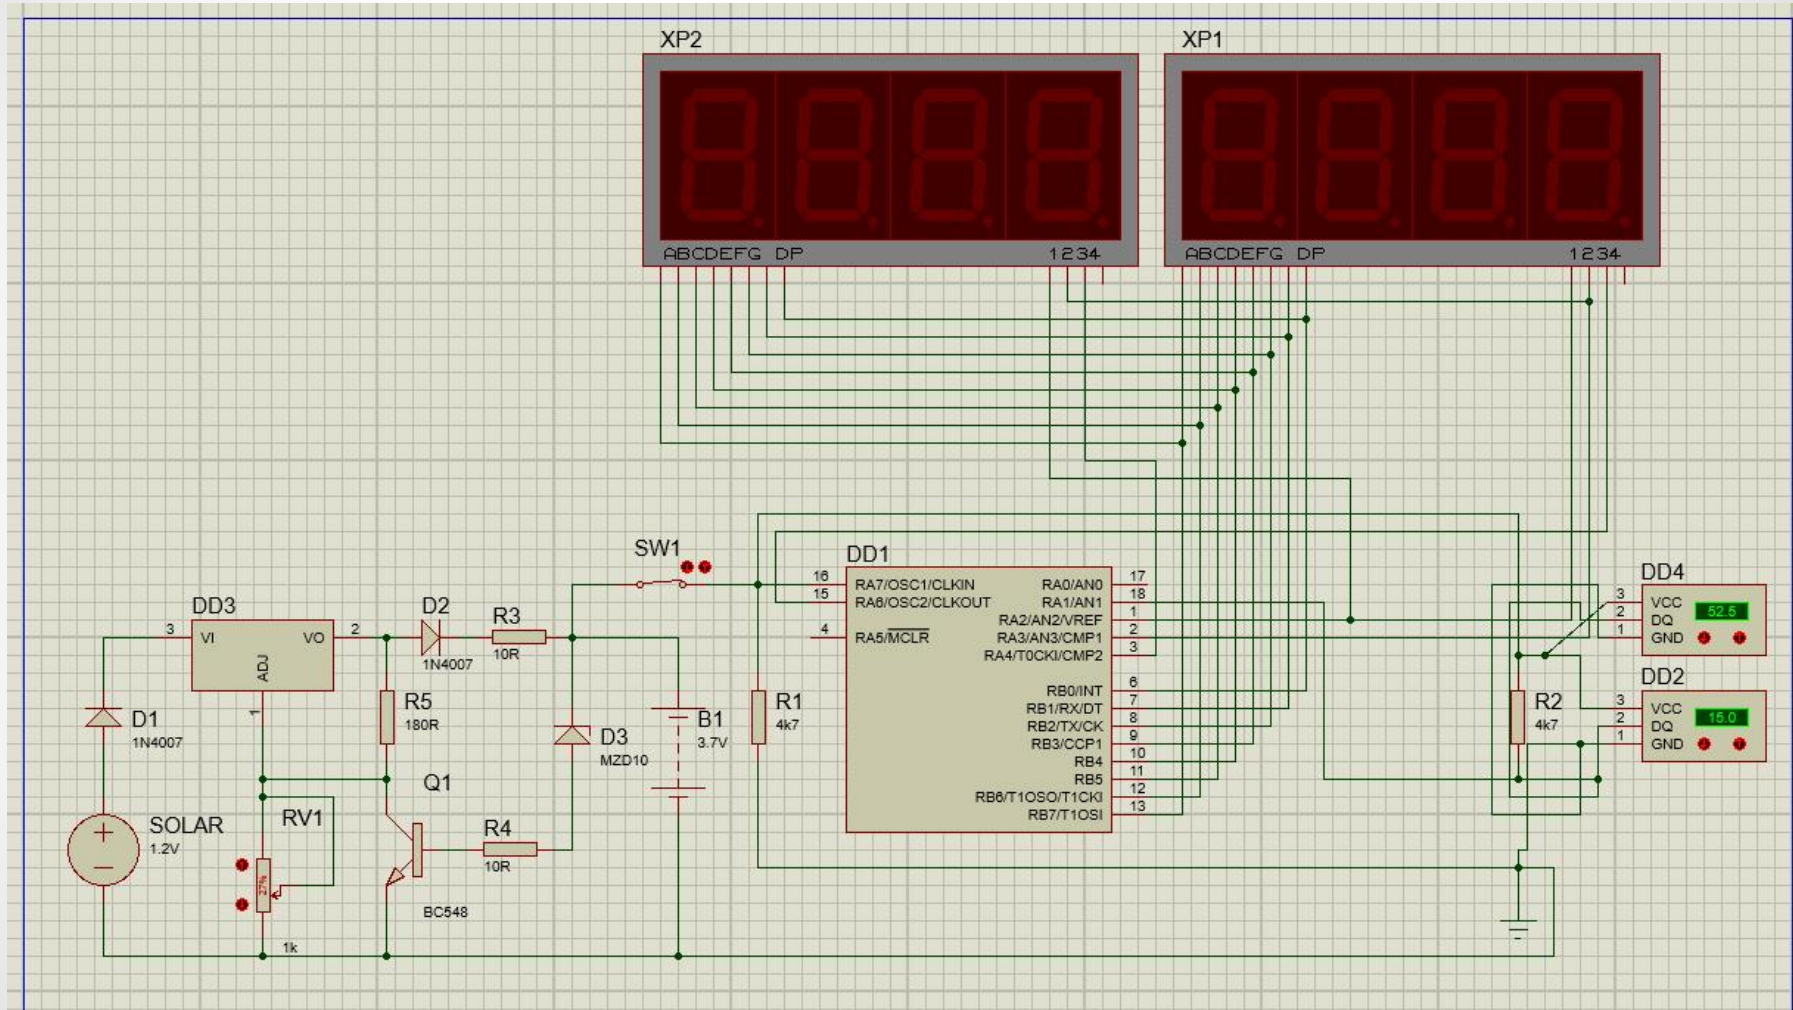 XP2
XP1
ABCDEFG DP
1234
ABCDEFG DP
1234
SW1
DD1
16
RA7/OSC1/CLKIN
15
RA6/OSC2/CLKOUT
4
RA5/MCLR
RA0/AN0
17
RA1/AN1
18
RA2/AN2/VREF
1
RA3/AN3/CMP1
2
RA4/T0CKI/CMP2
3
RB0/INT
6
RB1/RX/DT
7
RB2/TX/CK
8
RB3/CCP1
9
RB4
10
RB5
11
RB6/T1OSO/T1CKI
12
RB7/T1OSI
13
DD4
3
VCC
2
DQ
1
GND
52.5
DD2
3
VCC
2
DQ
1
GND
15.0
R2
4k7
DD3
3
VI
VO
2
ADJ
1
D2
1N4007
R3
10R
R5
180R
D1
1N4007
D3
MZD10
B1
3.7V
R1
4k7
Q1
BC548
R4
10R
SOLAR
1.2V
RV1
27%
1k